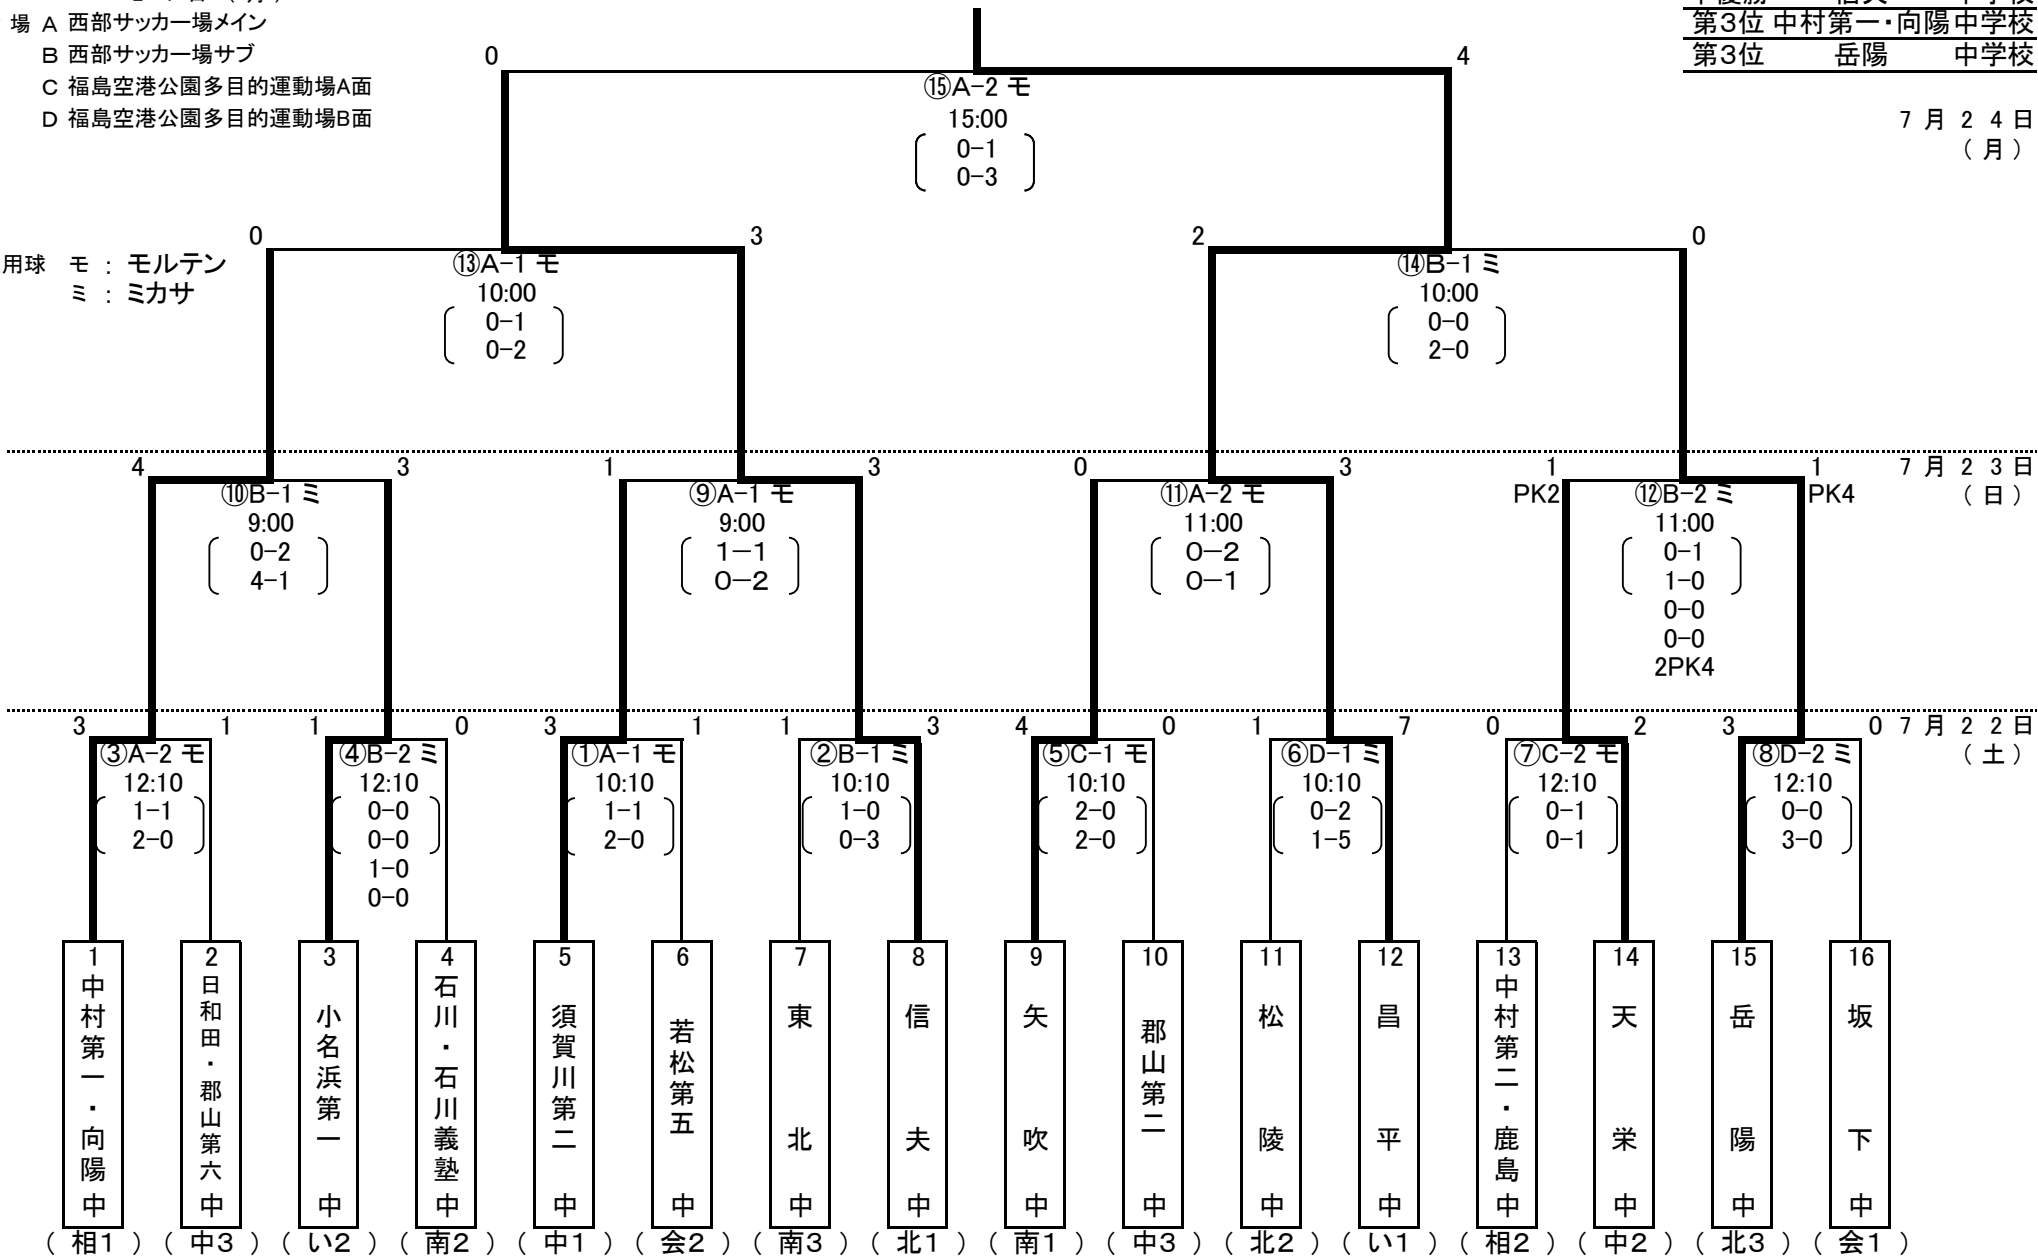 場 A 西部サッカー場メイン
B 西部サッカー場サブ
C 福島空港公園多目的運動場A面
D 福島空港公園多目的運動場B面
第3位 中村第一・向陽中学校
第3位 岳陽 中学校
0 4
⑮A-2 モ
15:00
0-1
0-3
7 月 2 4 日
( 月 )
用球 モ : モルテン
ミ : ミカサ
0 3 2 0
⑬A-1 モ ⑭B-1 ミ
10:00 10:00
0-1 0-0
0-2 2-0
4 3 1 3 0 3 1 1 7 月 2 3 日
⑩B-1 ミ ⑨A-1 モ ⑪A-2 モ PK2 ⑫B-2 ミ PK4 ( 日 )
9:00 9:00 11:00 11:00
0-2 1-1 0-2 0-1
4-1 0-2 0-1 1-0
0-0
0-0
2PK4
3 1 1 0 3 1 1 3 4 0 1 7 0 2 3 0 7 月 2 2 日
③A-2 モ ④B-2 ミ ①A-1 モ ②B-1 ミ ⑤C-1 モ ⑥D-1 ミ ⑦C-2 モ ⑧D-2 ミ ( 土 )
12:10 12:10 10:10 10:10 10:10 10:10 12:10 12:10
1-1 0-0 1-1 1-0 2-0 0-2 0-1 0-0
2-0 0-0 2-0 0-3 2-0 1-5 0-1 3-0
1-0
0-0
1 2 3 4 5 6 7 8 9 10 11 12 13 14 15 16
中村第一・向陽中
日和田・郡山第六中
小名浜第一中
石川・石川義塾中
須賀川第二中
若松第五中
東北中
信夫中
矢吹中
郡山第二中
松陵中
昌平中
中村第二・鹿島中
天栄中
岳陽中
坂下中
( 相1 ) ( 中3 ) ( い2 ) ( 南2 ) ( 中1 ) ( 会2 ) ( 南3 ) ( 北1 ) ( 南1 ) ( 中3 ) ( 北2 ) ( い1 ) ( 相2 ) ( 中2 ) ( 北3 ) ( 会1 )